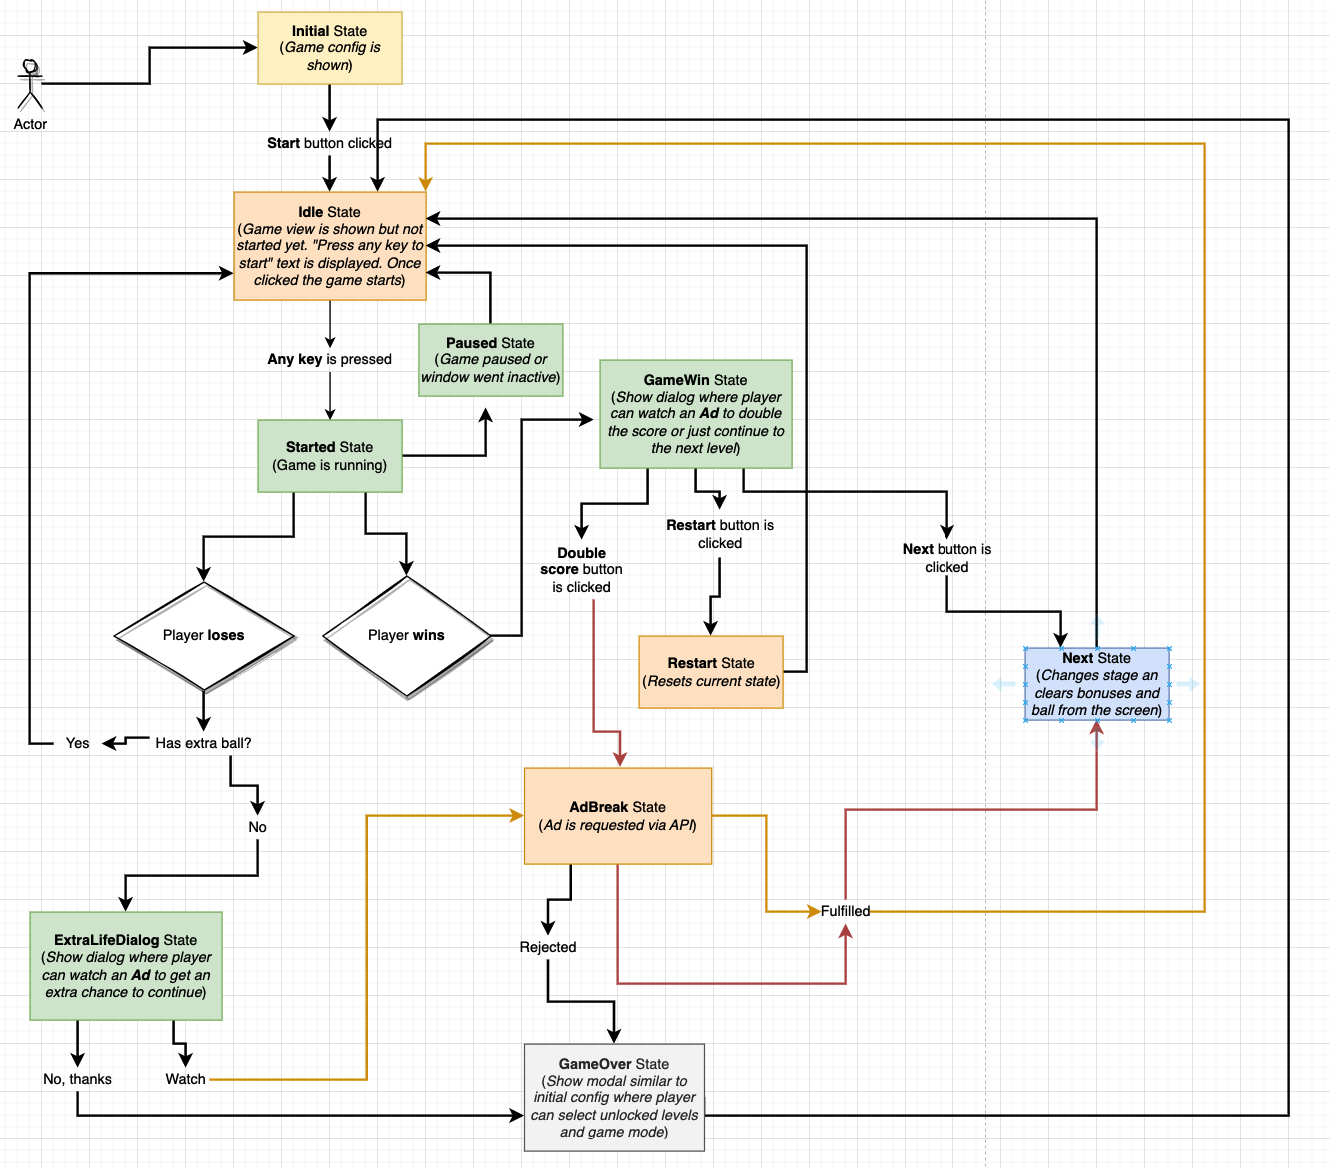 Initial State
(Game config is
shown)
Actor
Start button clicked
Idle State
(Game view is shown but not
started yet. "Press any key to
start" text is displayed. Once
clicked the game starts)
Any key is pressed
Paused State
(Game paused or
window went inactive)
GameWin State
(Show dialog where player
can watch an Ad to double
the score or just continue to
the next level)
Started State
(Game is running)
Double
score button
is clicked
Restart button is
clicked
Next button is
clicked
Player loses
Player wins
Restart State
(Resets current state)
Next State
(Changes stage an
clears bonuses and
ball from the screen)
Yes
Has extra ball?
No
AdBreak State
(Ad is requested via API)
Fulfilled
Rejected
ExtraLifeDialog State
(Show dialog where player
can watch an Ad to get an
extra chance to continue)
No, thanks
Watch
GameOver State
(Show modal similar to
initial config where player
can select unlocked levels
and game mode)